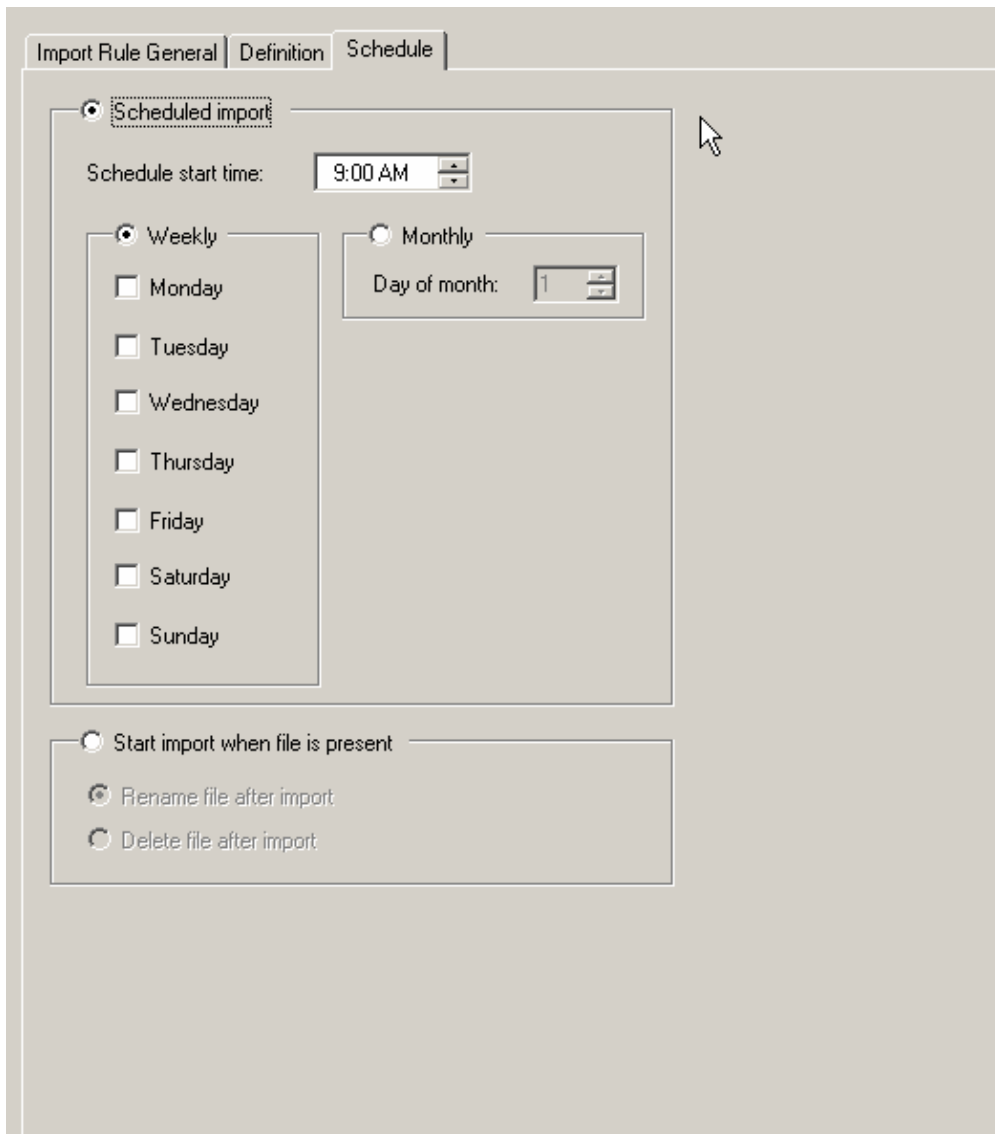 Import Rule General Definition Schedule
Scheduled import
Schedule start time: 9:00 AM
Weekly Monthly
Monday Day of month: 1
Tuesday
Wednesday
Thursday
Friday
Saturday
Sunday
Start import when file is present
Rename file after import
Delete file after import